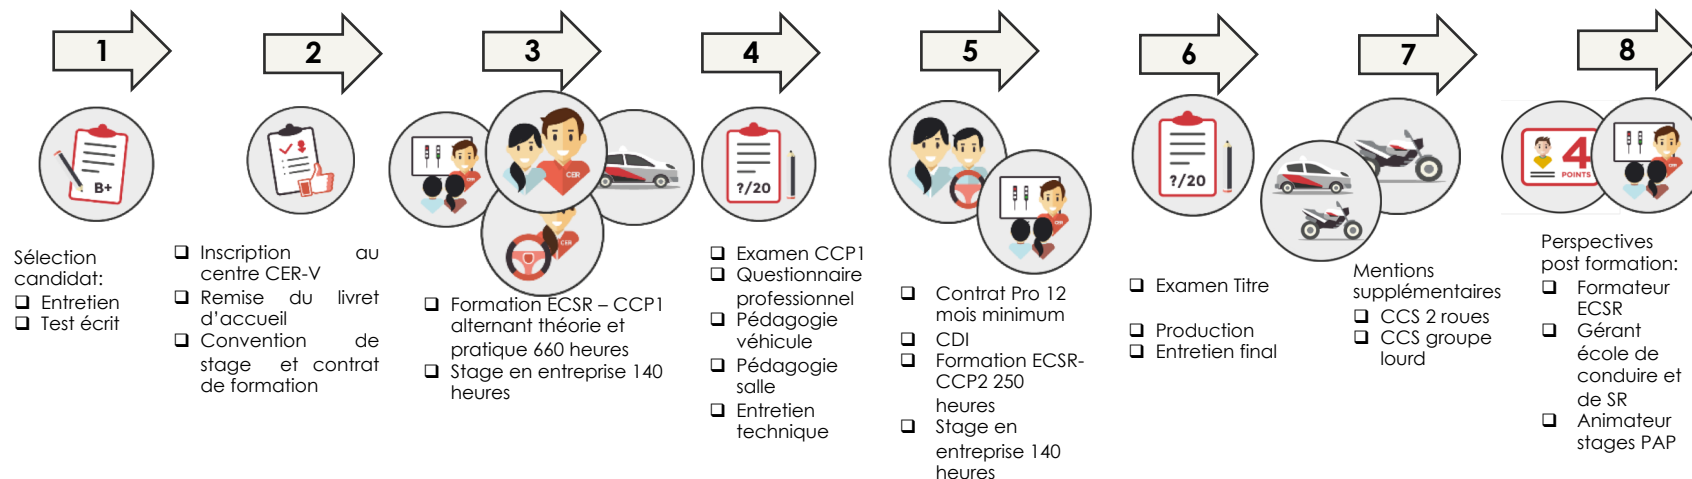 1
2
3
4
5
6
7
8
B+
CER
CER
CER
?/20
CER
?/20
4
POINTS
CER
Sélection
candidat:
Entretien
Test écrit
Inscription au
centre CER-V
Remise du livret
d’accueil
Convention de
stage et contrat
de formation
Formation ECSR – CCP1
alternant théorie et
pratique 660 heures
Stage en entreprise 140
heures
Examen CCP1
Questionnaire
professionnel
Pédagogie
véhicule
Pédagogie
salle
Entretien
technique
Contrat Pro 12
mois minimum
CDI
Formation ECSR-
CCP2 250
heures
Stage en
entreprise 140
heures
Examen Titre
Production
Entretien final
Mentions
supplémentaires
CCS 2 roues
CCS groupe
lourd
Perspectives
post formation:
Formateur
ECSR
Gérant
école de
conduire et
de SR
Animateur
stages PAP